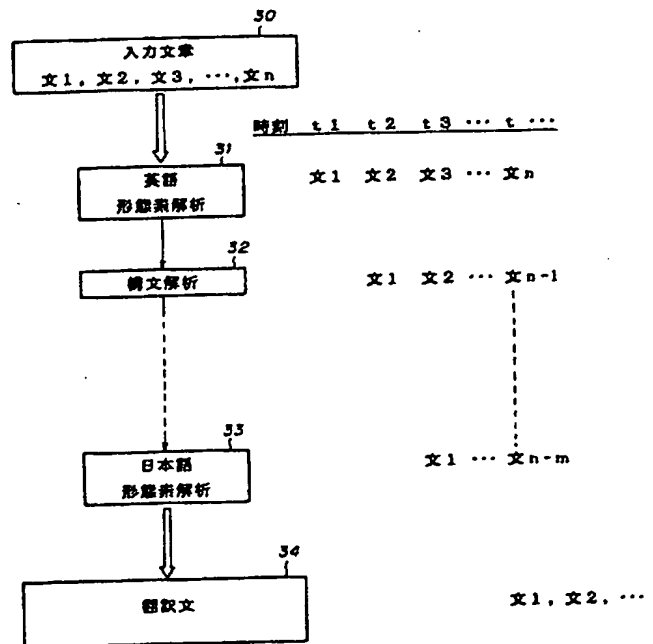 30
入力文章
文1, 文2, 文3, ⋯, 文n
時刻 t1 t2 t3 ⋯ t ⋯
31
英語
形態素解析
文1 文2 文3 ⋯ 文n
32
構文解析
文1 文2 ⋯ 文n-1
33
日本語
形態素解析
文1 ⋯ 文n-m
34
翻訳文
文1, 文2, ⋯